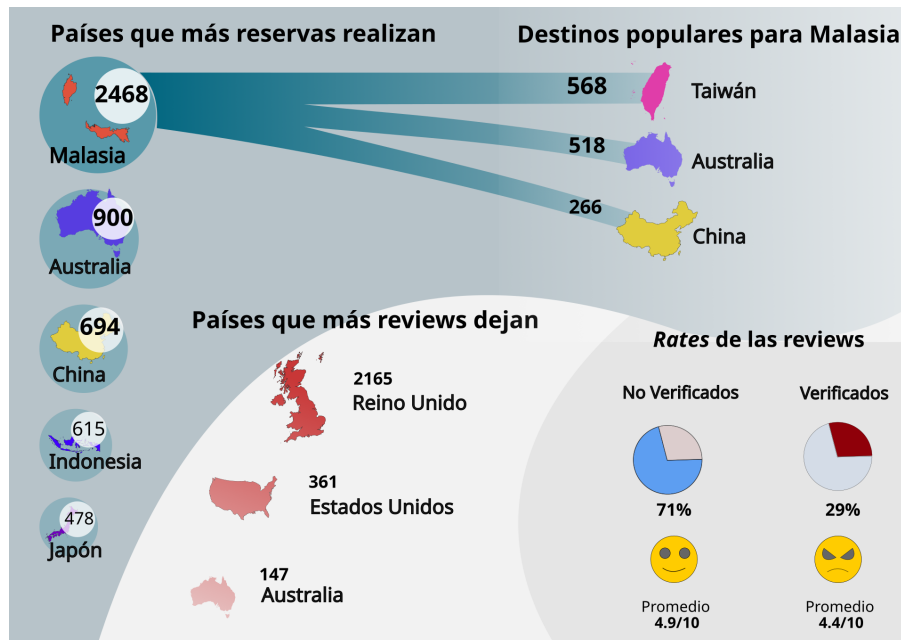 Países que más reservas realizan
Destinos populares para Malasia
2468
Malasia
568
Taiwán
518
Australia
266
China
900
Australia
694
China
615
Indonesia
478
Japón
Países que más reviews dejan
2165
Reino Unido
361
Estados Unidos
147
Australia
Rates de las reviews
No Verificados
Verificados
71%
29%
Promedio
4.9/10
Promedio
4.4/10